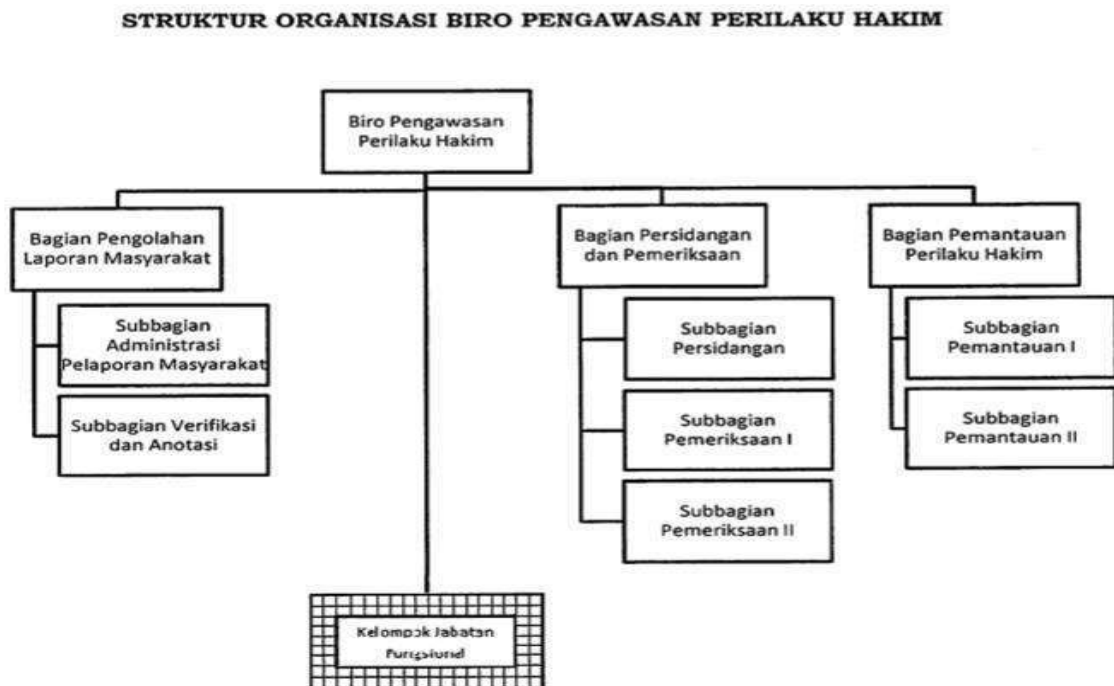 STRUKTUR ORGANISASI BIRO PENGAWASAN PERILAKU HAKIM
Biro Pengawasan
Perilaku Hakim
Bagian Pengolahan
Laporan Masyarakat
Subbagian
Administrasi
Pelaporan Masyarakat
Subbagian Verifikasi
dan Anotasi
Bagian Persidangan
dan Pemeriksaan
Subbagian
Persidangan
Subbagian
Pemeriksaan I
Subbagian
Pemeriksaan II
Bagian Pemantauan
Perilaku Hakim
Subbagian
Pemantauan I
Subbagian
Pemantauan II
Kelompok Jabatan
Fungsional